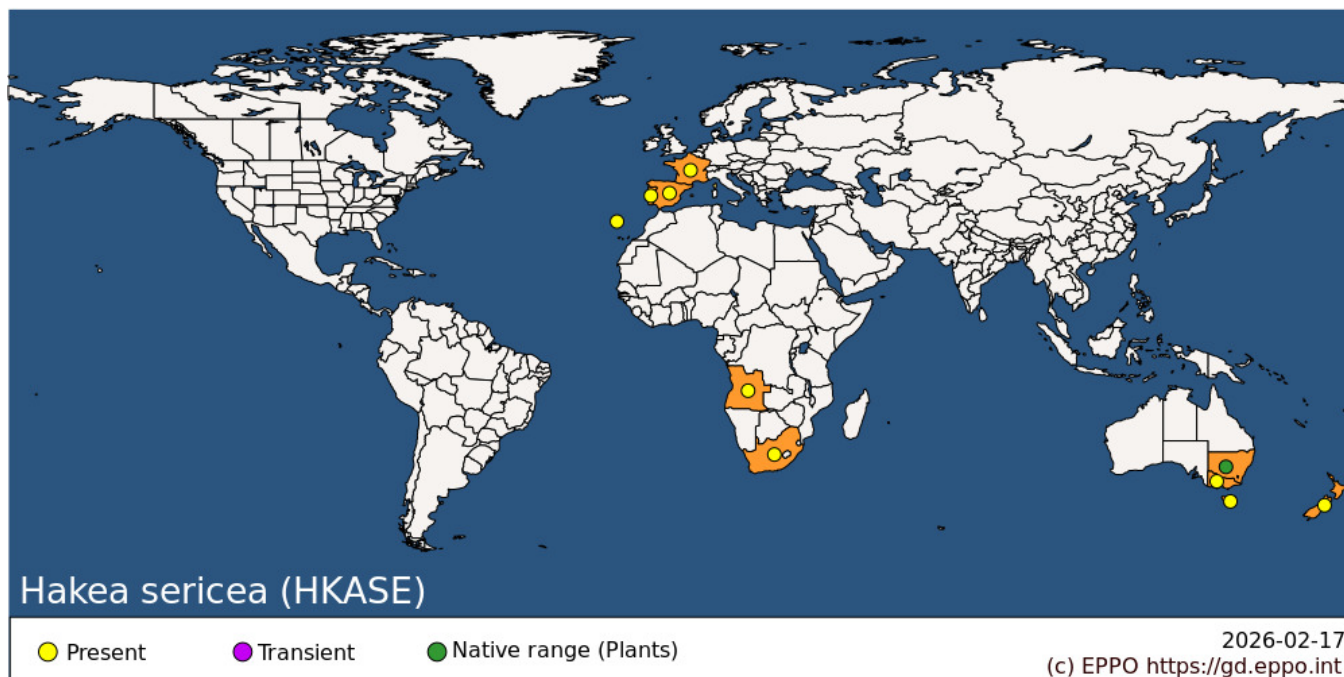 Hakea sericea (HKASE)
Present
Transient
Native range (Plants)
2026-02-17
(c) EPPO https://gd.eppo.int